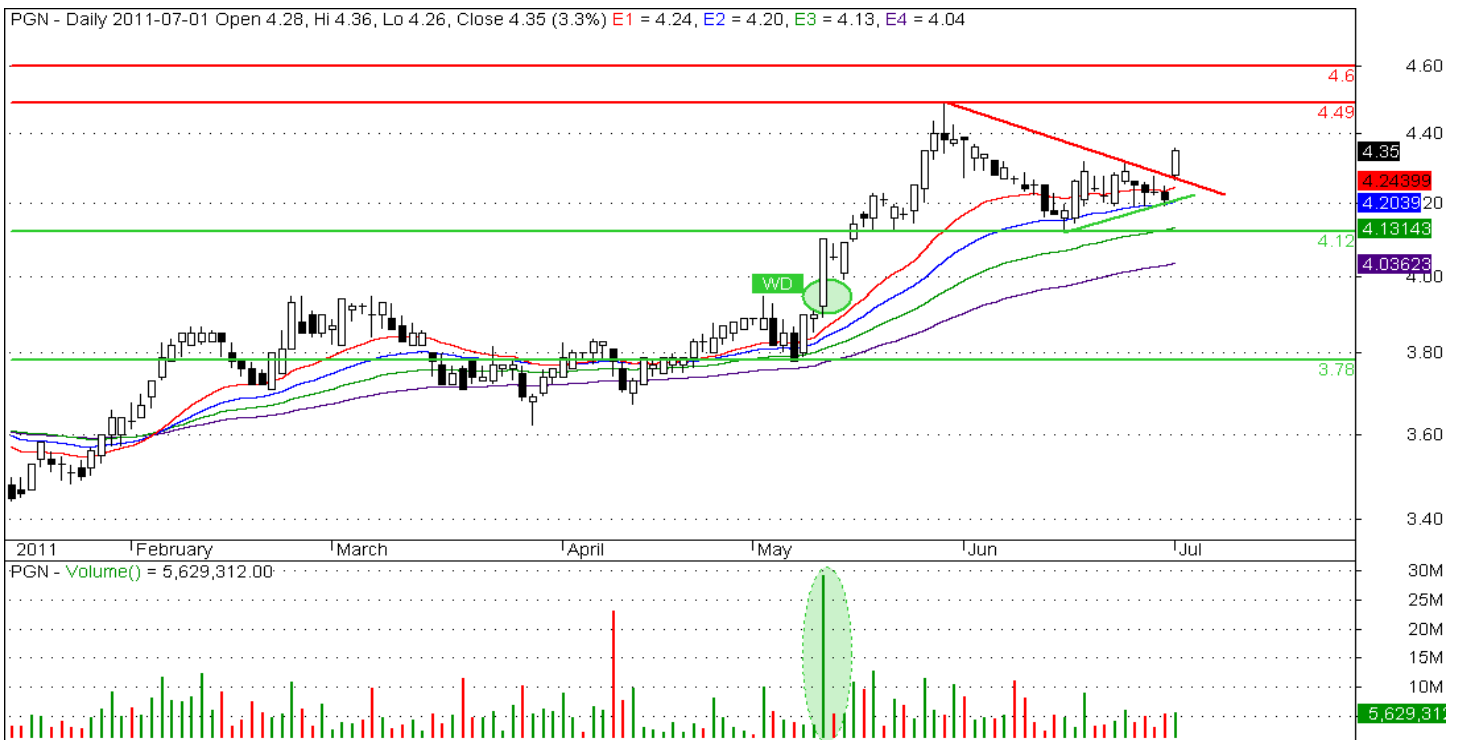 PGN - Daily 2011-07-01 Open 4.28, Hi 4.36, Lo 4.26, Close 4.35 (3.3%) E1 = 4.24, E2 = 4.20, E3 = 4.13, E4 = 4.04
4.60
4.6
4.49
4.40
4.35
4.24399
4.2039
20
4.13143
4.12
4.03623
4.00
WD
3.80
3.78
3.60
3.40
2011 February March April May Jun Jul
PGN - Volume() = 5,629,312.00
30M
25M
20M
15M
10M
5,629,312